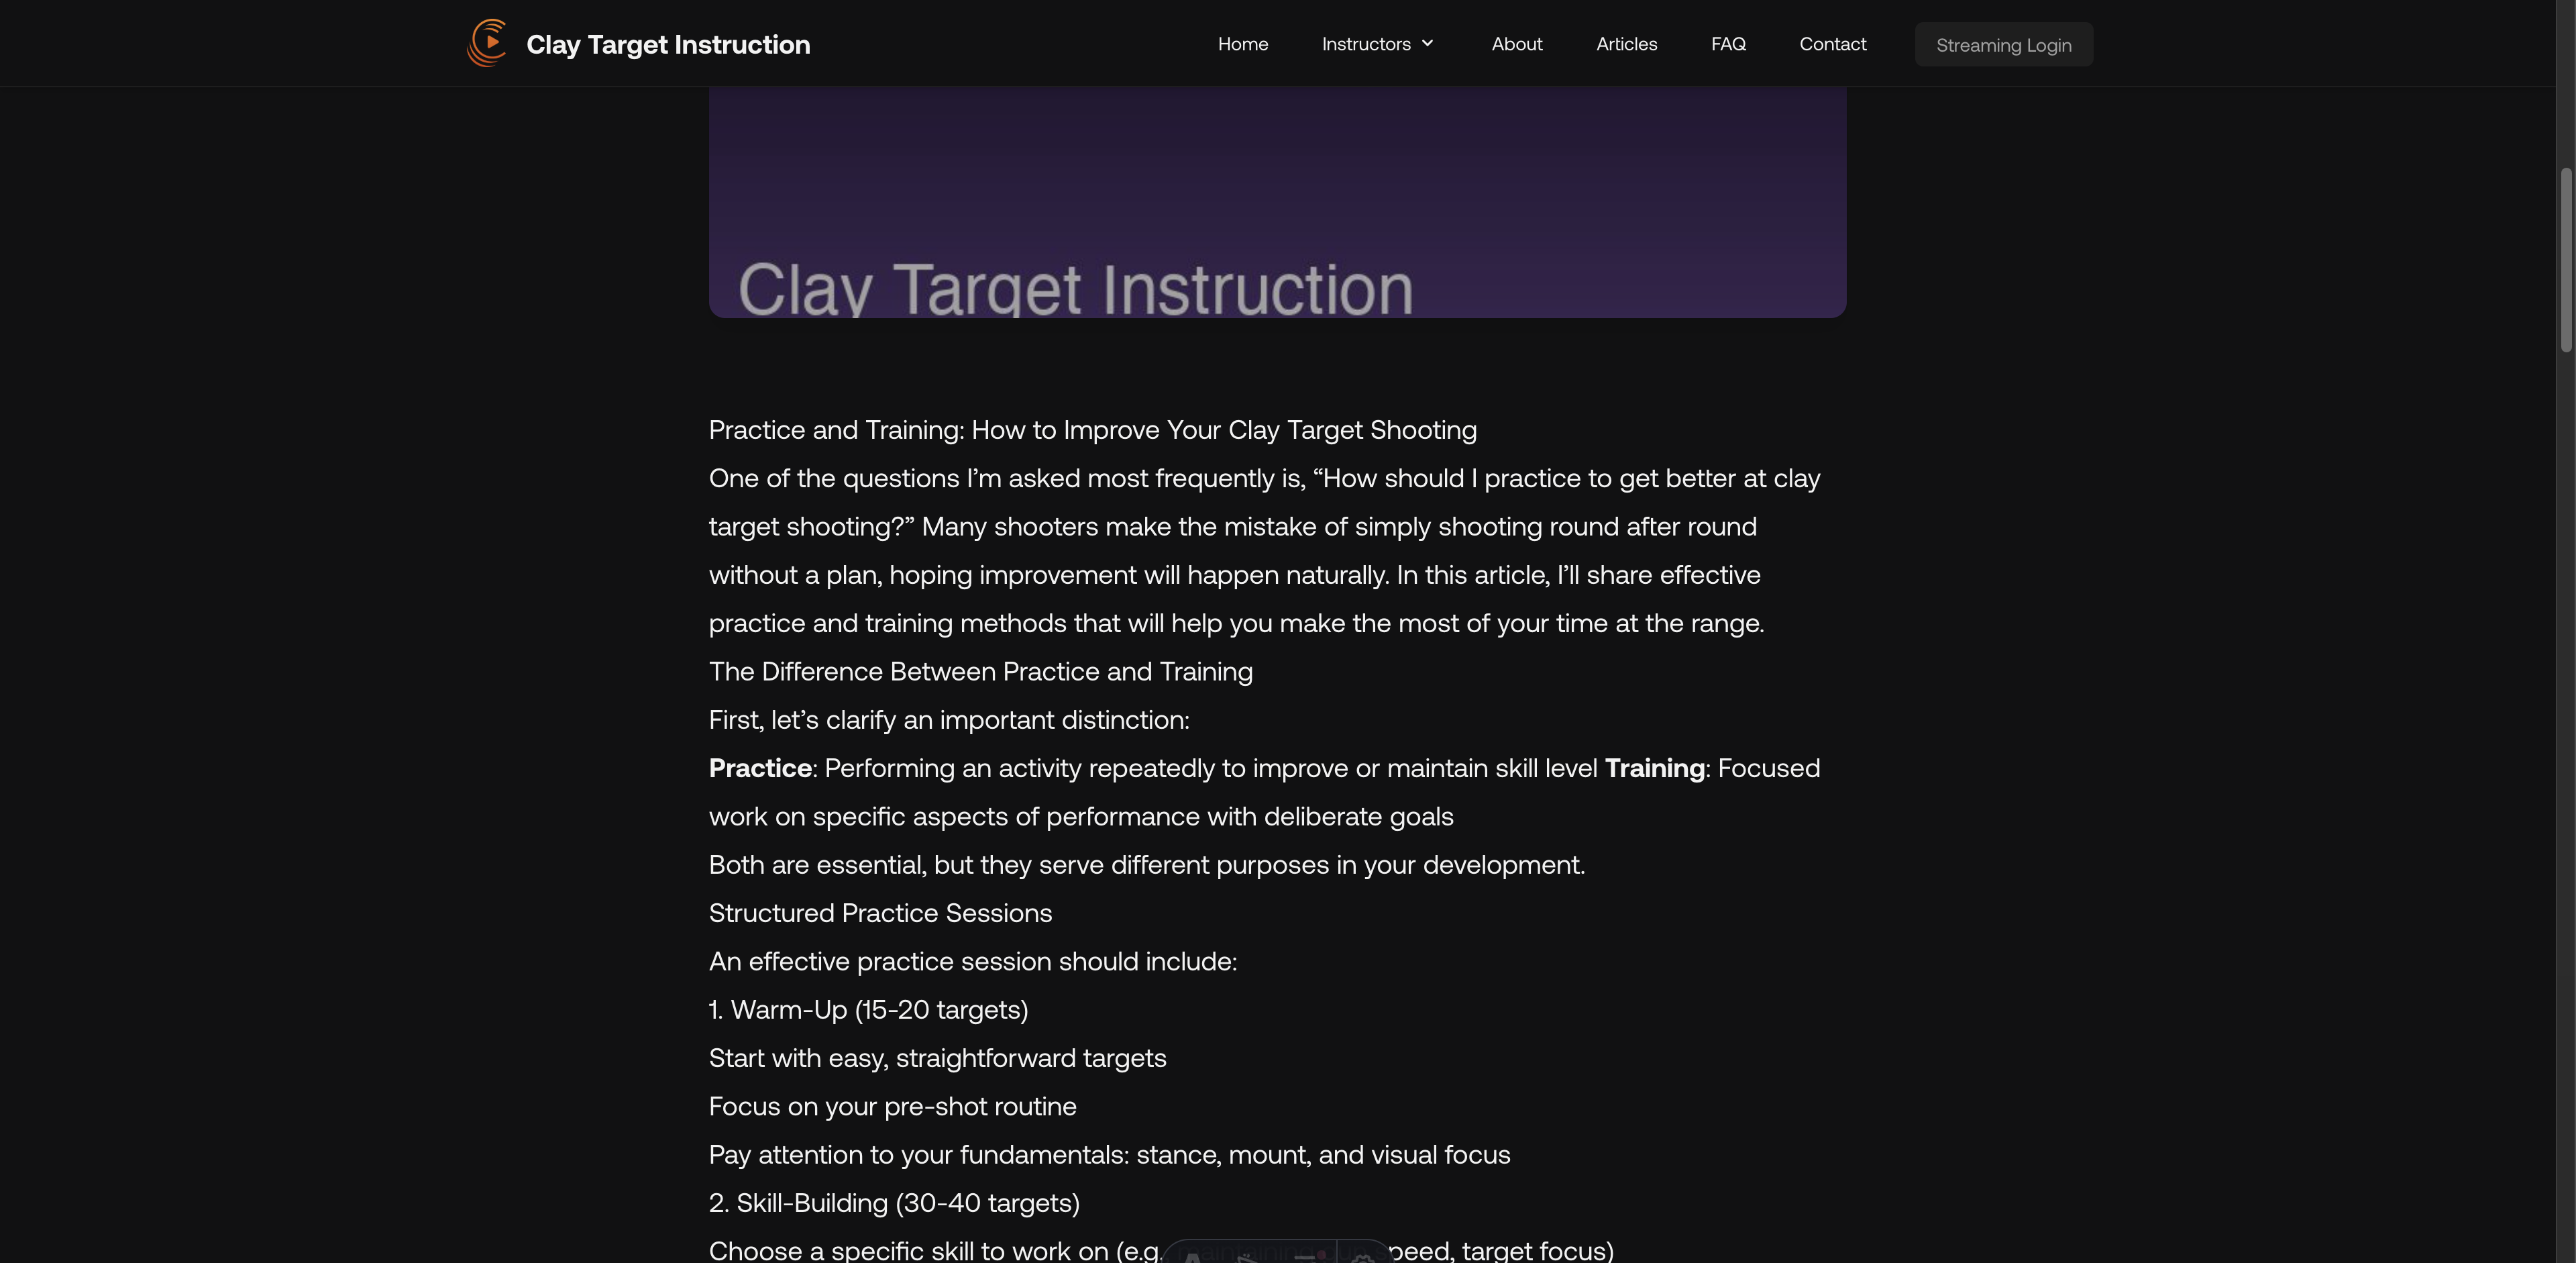 Clay Target Instruction
Home
Instructors
About
Articles
FAQ
Contact
Streaming Login
Clay Target Instruction
Practice and Training: How to Improve Your Clay Target Shooting
One of the questions I’m asked most frequently is, “How should I practice to get better at clay
target shooting?” Many shooters make the mistake of simply shooting round after round
without a plan, hoping improvement will happen naturally. In this article, I’ll share effective
practice and training methods that will help you make the most of your time at the range.
The Difference Between Practice and Training
First, let’s clarify an important distinction:
Practice: Performing an activity repeatedly to improve or maintain skill level Training: Focused
work on specific aspects of performance with deliberate goals
Both are essential, but they serve different purposes in your development.
Structured Practice Sessions
An effective practice session should include:
1. Warm-Up (15-20 targets)
Start with easy, straightforward targets
Focus on your pre-shot routine
Pay attention to your fundamentals: stance, mount, and visual focus
2. Skill-Building (30-40 targets)
Choose a specific skill to work on (e.g. speed, target focus)